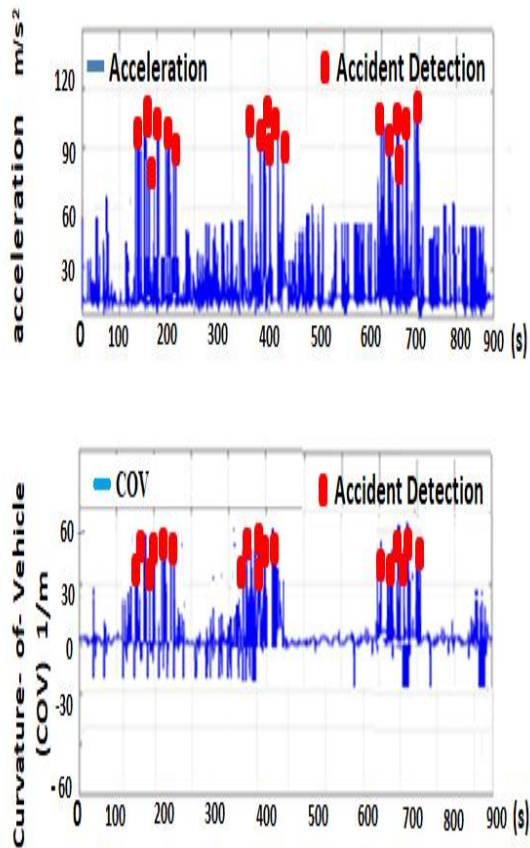 acceleration m/s²
Acceleration
Accident Detection
120
90
60
30
0 100 200 300 400 500 600 700 800 900 (s)
Curvature- of- Vehicle
(COV) 1/m
COV
Accident Detection
60
30
0
-30
-60
0 100 200 300 400 500 600 700 800 900 (s)